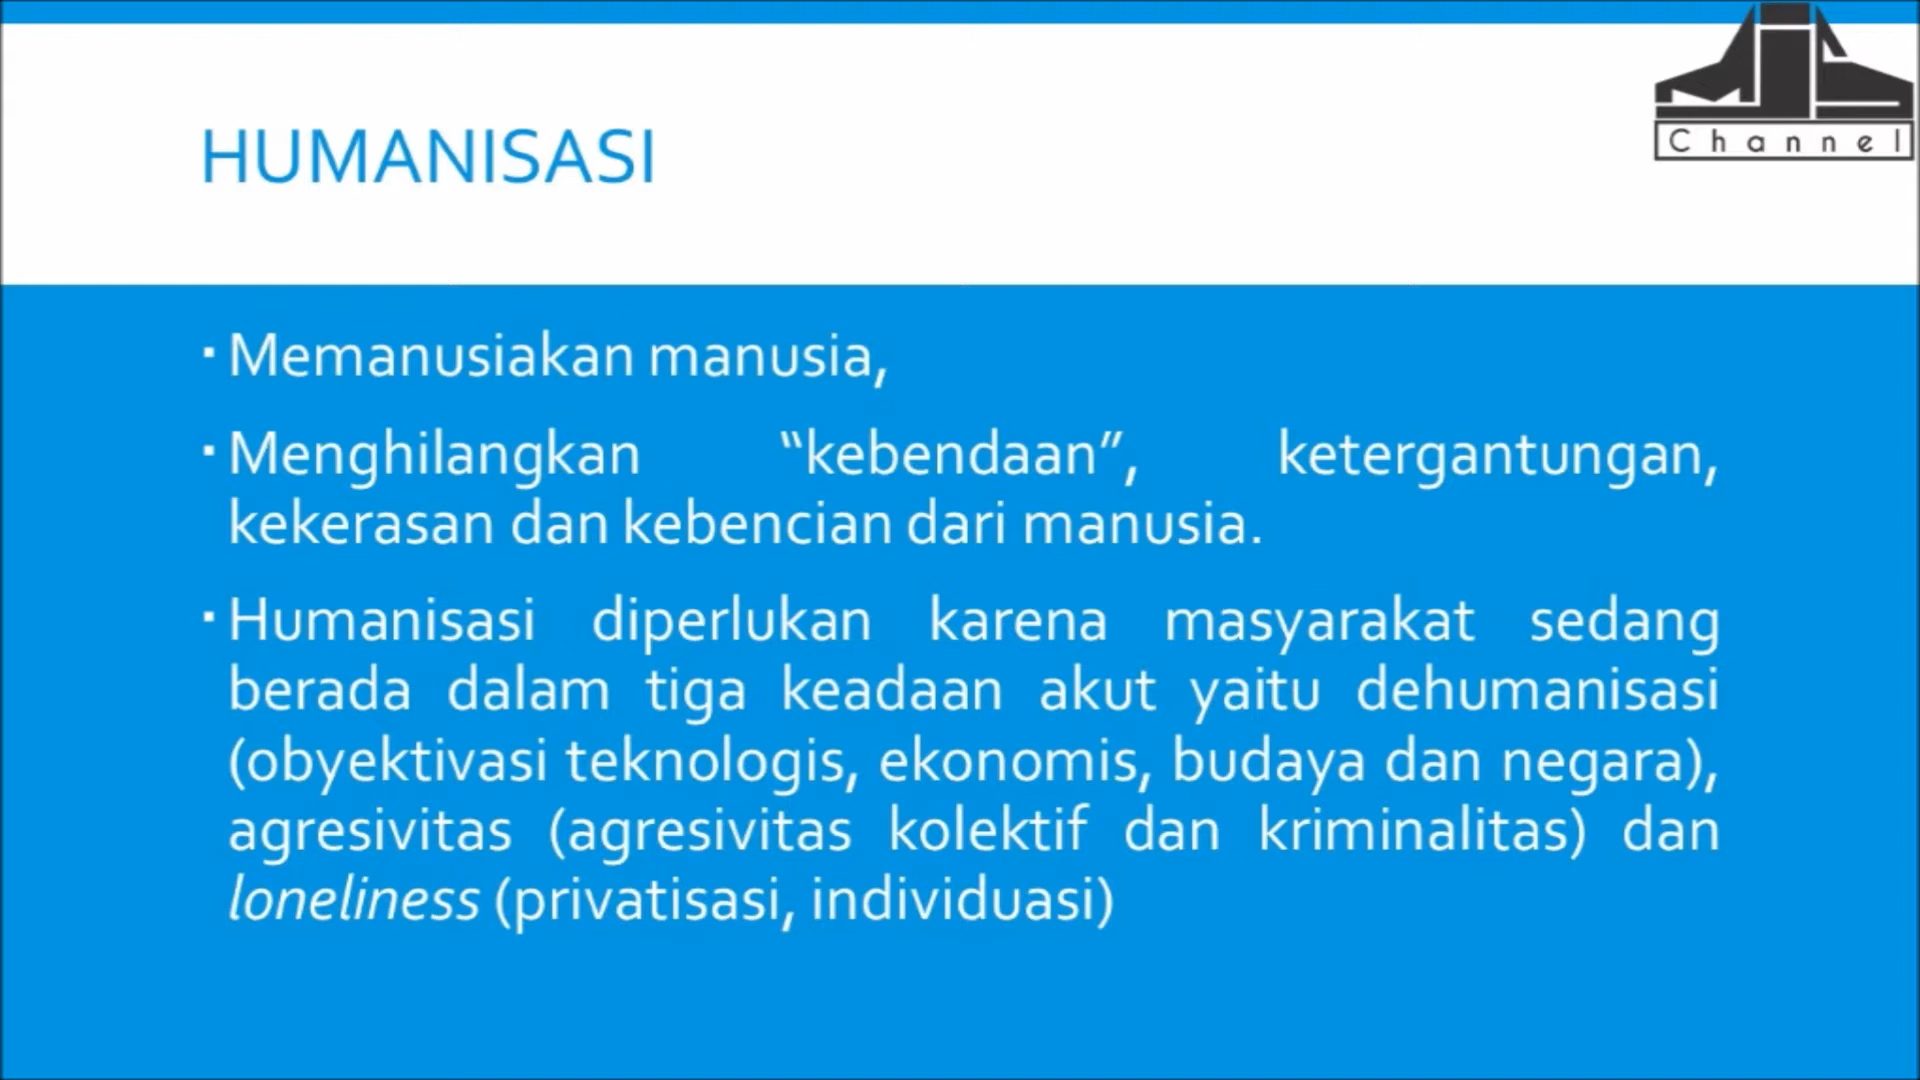 HUMANISASI
Channel
Memanusiakan manusia,
Menghilangkan “kebendaan”, ketergantungan,
kekerasan dan kebencian dari manusia.
Humanisasi diperlukan karena masyarakat sedang
berada dalam tiga keadaan akut yaitu dehumanisasi
(obyektivasi teknologis, ekonomis, budaya dan negara),
agresivitas (agresivitas kolektif dan kriminalitas) dan
loneliness (privatisasi, individuasi)